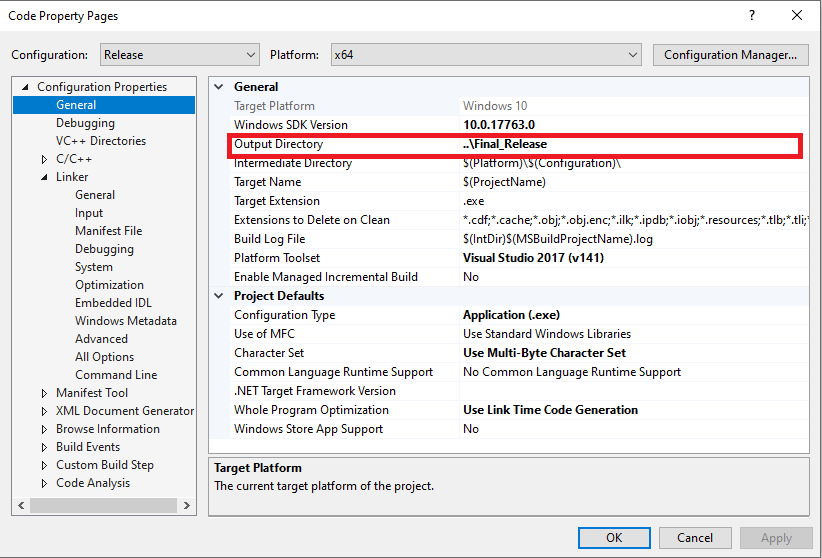 Code Property Pages
Configuration: Release Platform: x64 Configuration Manager...
Configuration Properties
General
Debugging
VC++ Directories
C/C++
Linker
General
Input
Manifest File
Debugging
System
Optimization
Embedded IDL
Windows Metadata
Advanced
All Options
Command Line
Manifest Tool
XML Document Generator
Browse Information
Build Events
Custom Build Step
Code Analysis
General
Target Platform Windows 10
Windows SDK Version 10.0.17763.0
Output Directory ..\Final_Release
Intermediate Directory $(Platform)\$(Configuration)\
Target Name $(ProjectName)
Target Extension .exe
Extensions to Delete on Clean *.cdf;*.cache;*.obj;*.obj.enc;*.ilk;*.ipdb;*.iobj;*.resources;*.tlb;*.tli;*
Build Log File $(IntDir)$(MSBuildProjectName).log
Platform Toolset Visual Studio 2017 (v141)
Enable Managed Incremental Build No
Project Defaults
Configuration Type Application (.exe)
Use of MFC Use Standard Windows Libraries
Character Set Use Multi-Byte Character Set
Common Language Runtime Support No Common Language Runtime Support
.NET Target Framework Version
Whole Program Optimization Use Link Time Code Generation
Windows Store App Support No
Target Platform
The current target platform of the project.
OK Cancel Apply